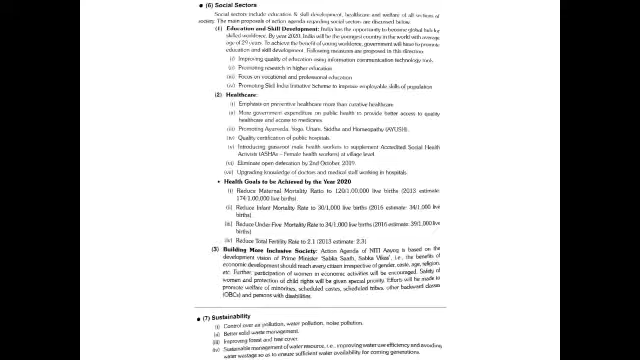 (6) Social Sectors
Social sectors include education & skill development, healthcare and welfare of all sections of
society. The main proposals of action agenda regarding social sectors are discussed below.
(1) Education and Skill Development: India has the opportunity to become global hub for
skilled workforce. By year 2020, India will be the youngest country in the world with average
age of 29 years. To achieve the benefit of young workforce, government will have to promote
education and skill development. Following measures are proposed in this direction:
(i) Improving quality of education using information communication technology tools.
(ii) Promoting research in higher education
(iii) Focus on vocational and professional education
(iv) Promoting Skill India Initiative Scheme to improve employable skills of population
(2) Healthcare:
(i) Emphasis on preventive healthcare more than curative healthcare
(ii) More government expenditure on public health to provide better access to quality
healthcare and access to medicines.
(iii) Promoting Ayurveda, Yoga, Unani, Siddha and Homeopathy (AYUSH).
(iv) Quality certification of public hospitals.
(v) Introducing grassroot male health workers to supplement Accredited Social Health
Activists (ASHAs - Female health workers) at village level
(vi) Eliminate open defecation by 2nd October, 2019.
(vii) Upgrading knowledge of doctors and medical staff working in hospitals.
• Health Goals to be Achieved by the Year 2020
(i) Reduce Maternal Mortality Ratio to 120/1,00,000 live births (2013 estimate:
174/1,00,000 live births).
(ii) Reduce Infant Mortality Rate to 30/1,000 live births (2016 estimate: 34/1,000 live
births)
(iii) Reduce Under Five Mortality Rate to 34/1,000 live births (2016 estimate: 39/1,000 live
births)
(iv) Reduce Total Fertility Rate to 2.1 (2013 estimate: 2.3)
(3) Building More Inclusive Society: Action Agenda of NITI Aayog is based on the
development vision of Prime Minister 'Sabka Saath, Sabka Vikas', i.e., the benefits of
economic development should reach every citizen irrespective of gender, caste, age, religion,
etc. Further, participation of women in economic activities will be encouraged. Safety of
women and protection of child rights will be given special priority. Efforts will be made to
promote welfare of minorities, scheduled castes, scheduled tribes, other backward classes
(OBCs) and persons with disabilities.
(7) Sustainability
(i) Control over air pollution, water pollution, noise pollution.
(ii) Better solid waste management.
(iii) Improving forest and tree cover.
(iv) Sustainable management of water resource, i.e., improving water use efficiency and avoiding
water wastage so as to ensure sufficient water availability for coming generations.